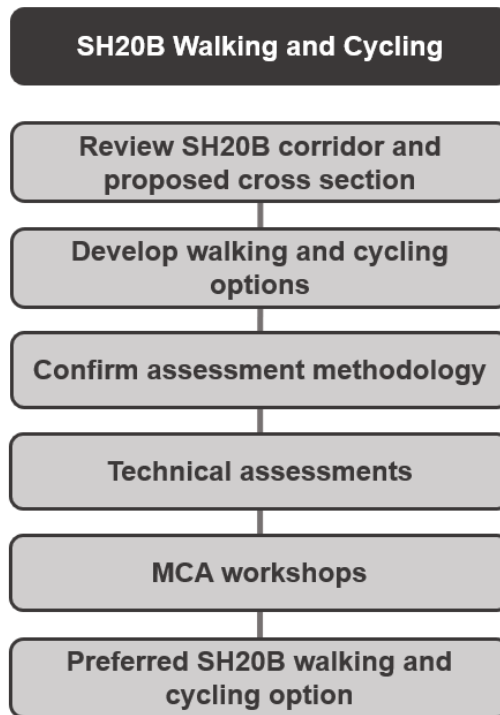 SH20B Walking and Cycling
Review SH20B corridor and
proposed cross section
Develop walking and cycling
options
Confirm assessment methodology
Technical assessments
MCA workshops
Preferred SH20B walking and
cycling option